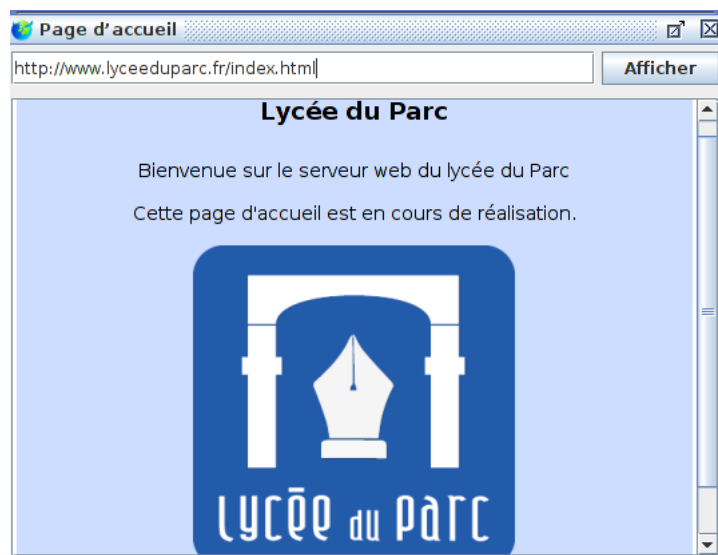 Page d'accueil
http://www.lyceeduparc.fr/index.html
Afficher
Lycée du Parc
Bienvenue sur le serveur web du lycée du Parc
Cette page d'accueil est en cours de réalisation.
LYCēe du parc